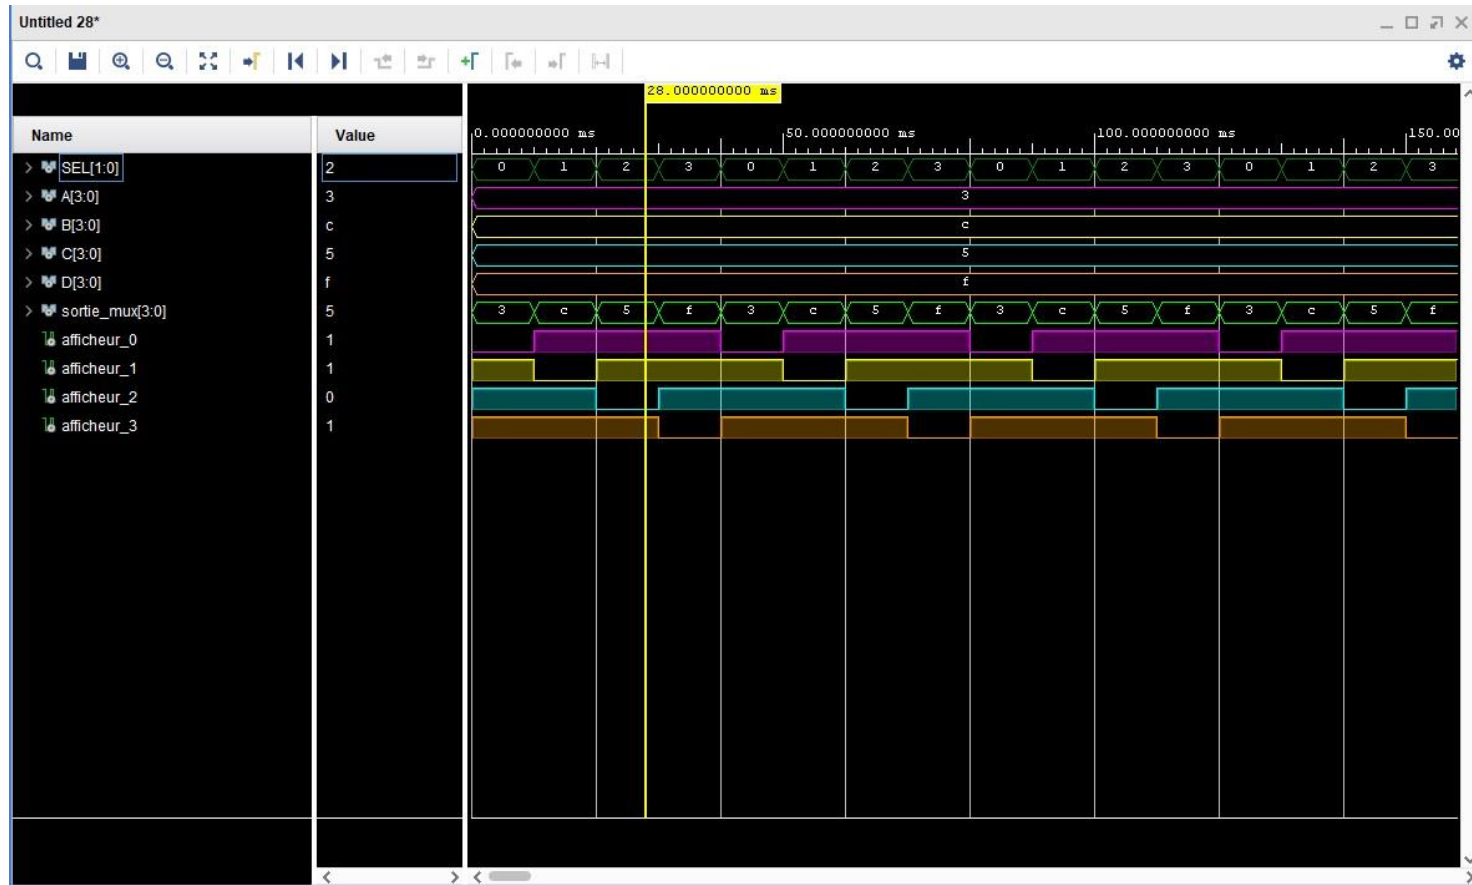 Untitled 28*
28.000000000 ms
Name Value 0.000000000 ms 50.000000000 ms 100.000000000 ms 150.00
SEL[1:0] 2 0 1 2 3 0 1 2 3 0 1 2 3 0 1 2 3
A[3:0] 3 3
B[3:0] c c
C[3:0] 5 5
D[3:0] f f
sortie_mux[3:0] 5 3 c 5 f 3 c 5 f 3 c 5 f 3 c 5 f
afficheur_0 1
afficheur_1 1
afficheur_2 0
afficheur_3 1